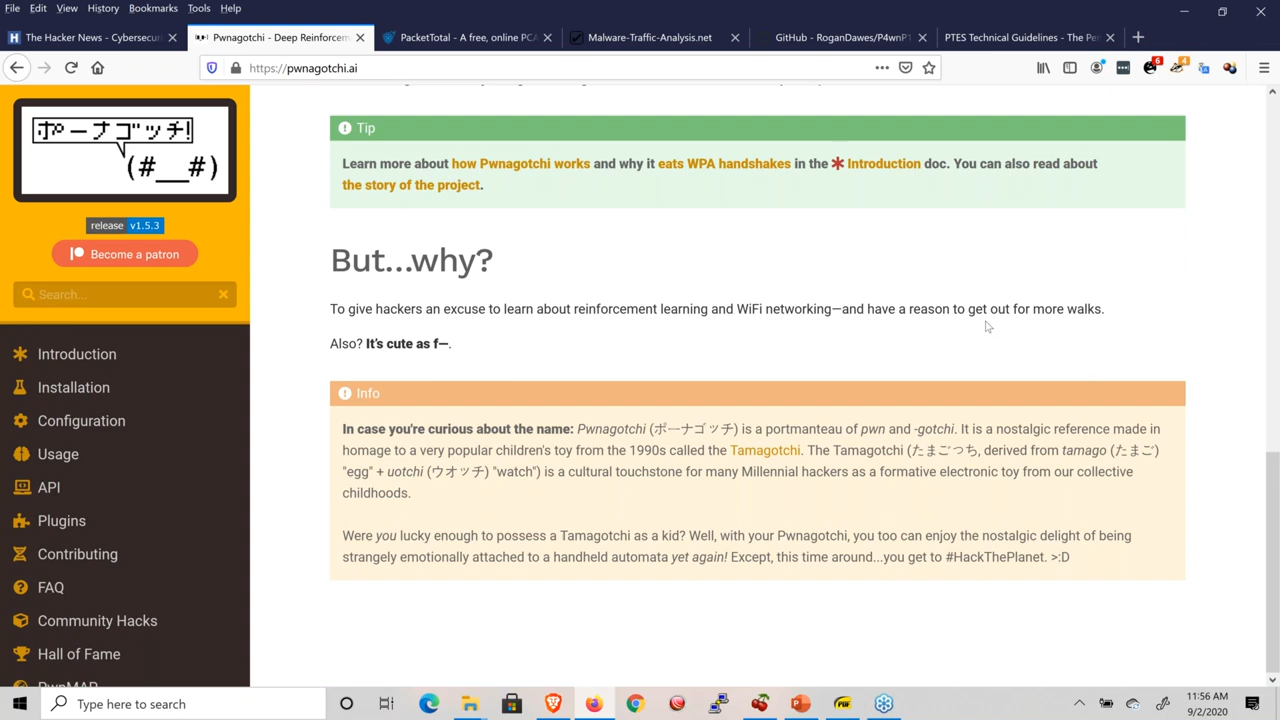 File Edit View History Bookmarks Tools Help
The Hacker News - Cybersecuri
Pwnagotchi - Deep Reinforcem
PacketTotal - A free, online PCA
Malware-Traffic-Analysis.net
GitHub - RoganDawes/P4wnP1
PTES Technical Guidelines - The Pe
https://pwnagotchi.ai
6
4
ポーナゴッチ!
(#__#)
release v1.5.3
Become a patron
Search...
Introduction
Installation
Configuration
Usage
API
Plugins
Contributing
FAQ
Community Hacks
Hall of Fame
PwnMAP
Tip
Learn more about how Pwnagotchi works and why it eats WPA handshakes in the Introduction doc. You can also read about
the story of the project.
But...why?
To give hackers an excuse to learn about reinforcement learning and WiFi networking—and have a reason to get out for more walks.
Also? It's cute as f—.
Info
In case you're curious about the name: Pwnagotchi (ポーナゴッチ) is a portmanteau of pwn and -gotchi. It is a nostalgic reference made in
homage to a very popular children's toy from the 1990s called the Tamagotchi. The Tamagotchi (たまごっち, derived from tamago (たまご)
"egg" + uotchi (ウオッチ) "watch") is a cultural touchstone for many Millennial hackers as a formative electronic toy from our collective
childhoods.
Were you lucky enough to possess a Tamagotchi as a kid? Well, with your Pwnagotchi, you too can enjoy the nostalgic delight of being
strangely emotionally attached to a handheld automata yet again! Except, this time around...you get to #HackThePlanet. >:D
Type here to search
11:56 AM
9/2/2020